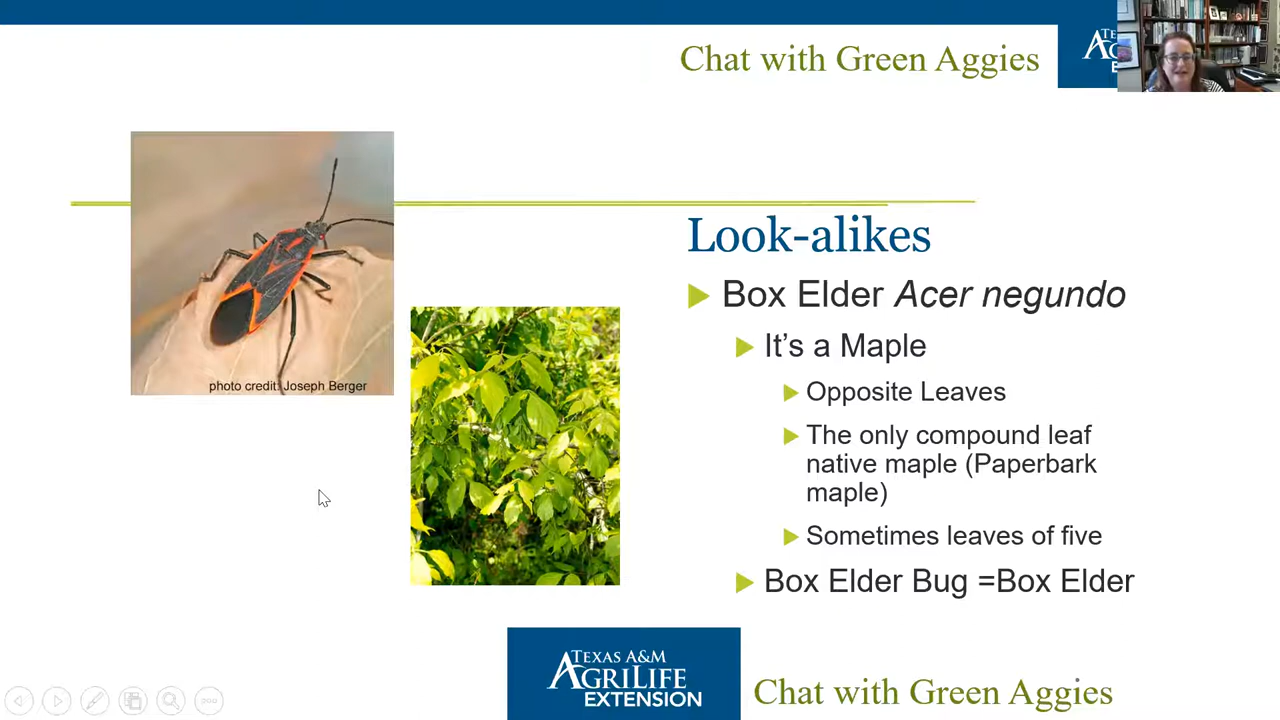 Chat with Green Aggies
Look-alikes
Box Elder Acer negundo
It's a Maple
Opposite Leaves
The only compound leaf
native maple (Paperbark
maple)
Sometimes leaves of five
Box Elder Bug =Box Elder
photo credit: Joseph Berger
TEXAS A&M
AGRILIFE
EXTENSION
Chat with Green Aggies